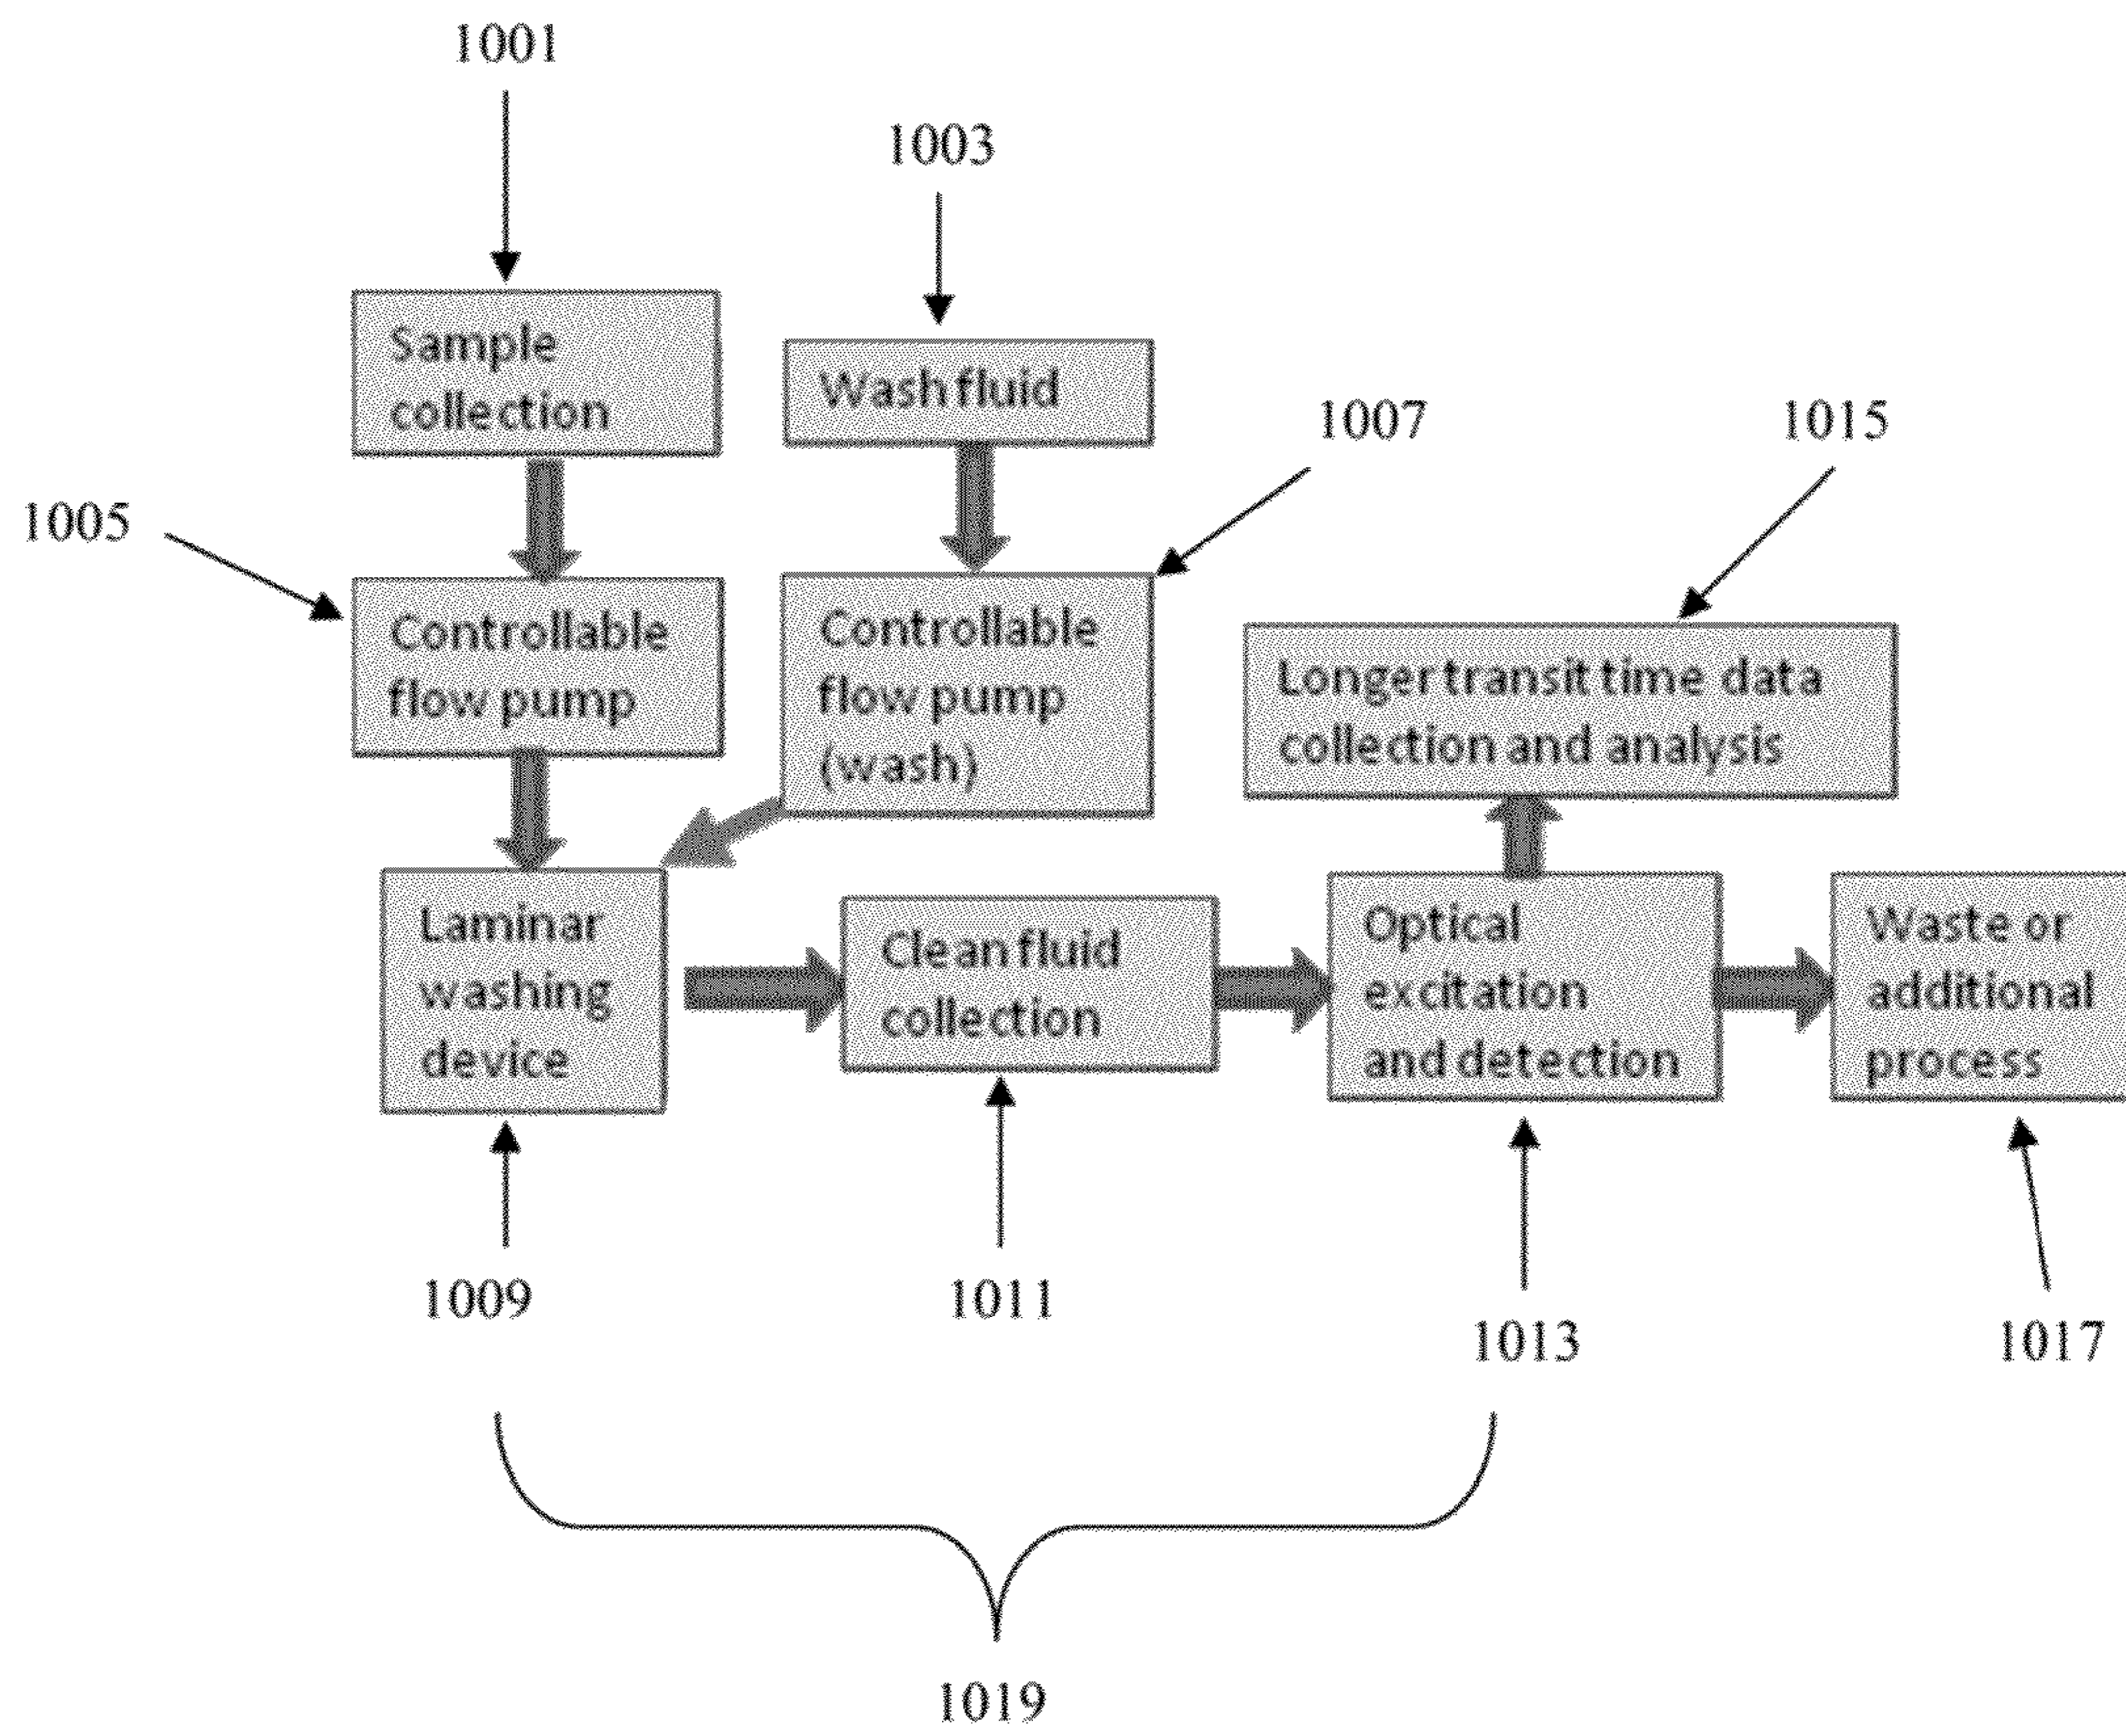 1001
1003
Sample
collection
Wash fluid
1007
1015
1005
Controllable
flow pump
Controllable
flow pump
(wash)
Longer transit time data
collection and analysis
Laminar
washing
device
Clean fluid
collection
Optical
excitation
and detection
Waste or
additional
process
1009
1011
1013
1017
1019